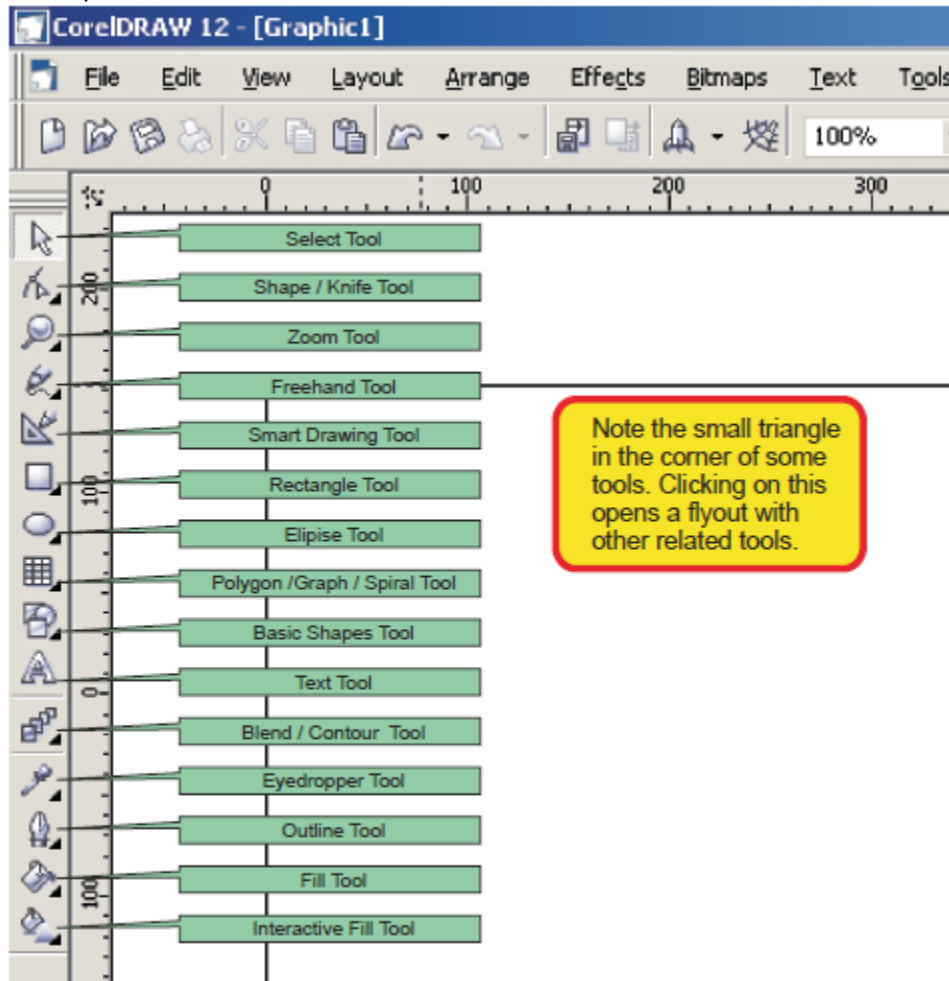 CorelDRAW 12 - [Graphic1]
File Edit View Layout Arrange Effects Bitmaps Text Tools
100%
0 100 200 300
Select Tool
200
Shape / Knife Tool
Zoom Tool
Freehand Tool
Note the small triangle
in the corner of some
tools. Clicking on this
opens a flyout with
other related tools.
Smart Drawing Tool
100
Rectangle Tool
Elipise Tool
Polygon /Graph / Spiral Tool
Basic Shapes Tool
Text Tool
0
Blend / Contour Tool
Eyedropper Tool
Outline Tool
Fill Tool
100
Interactive Fill Tool